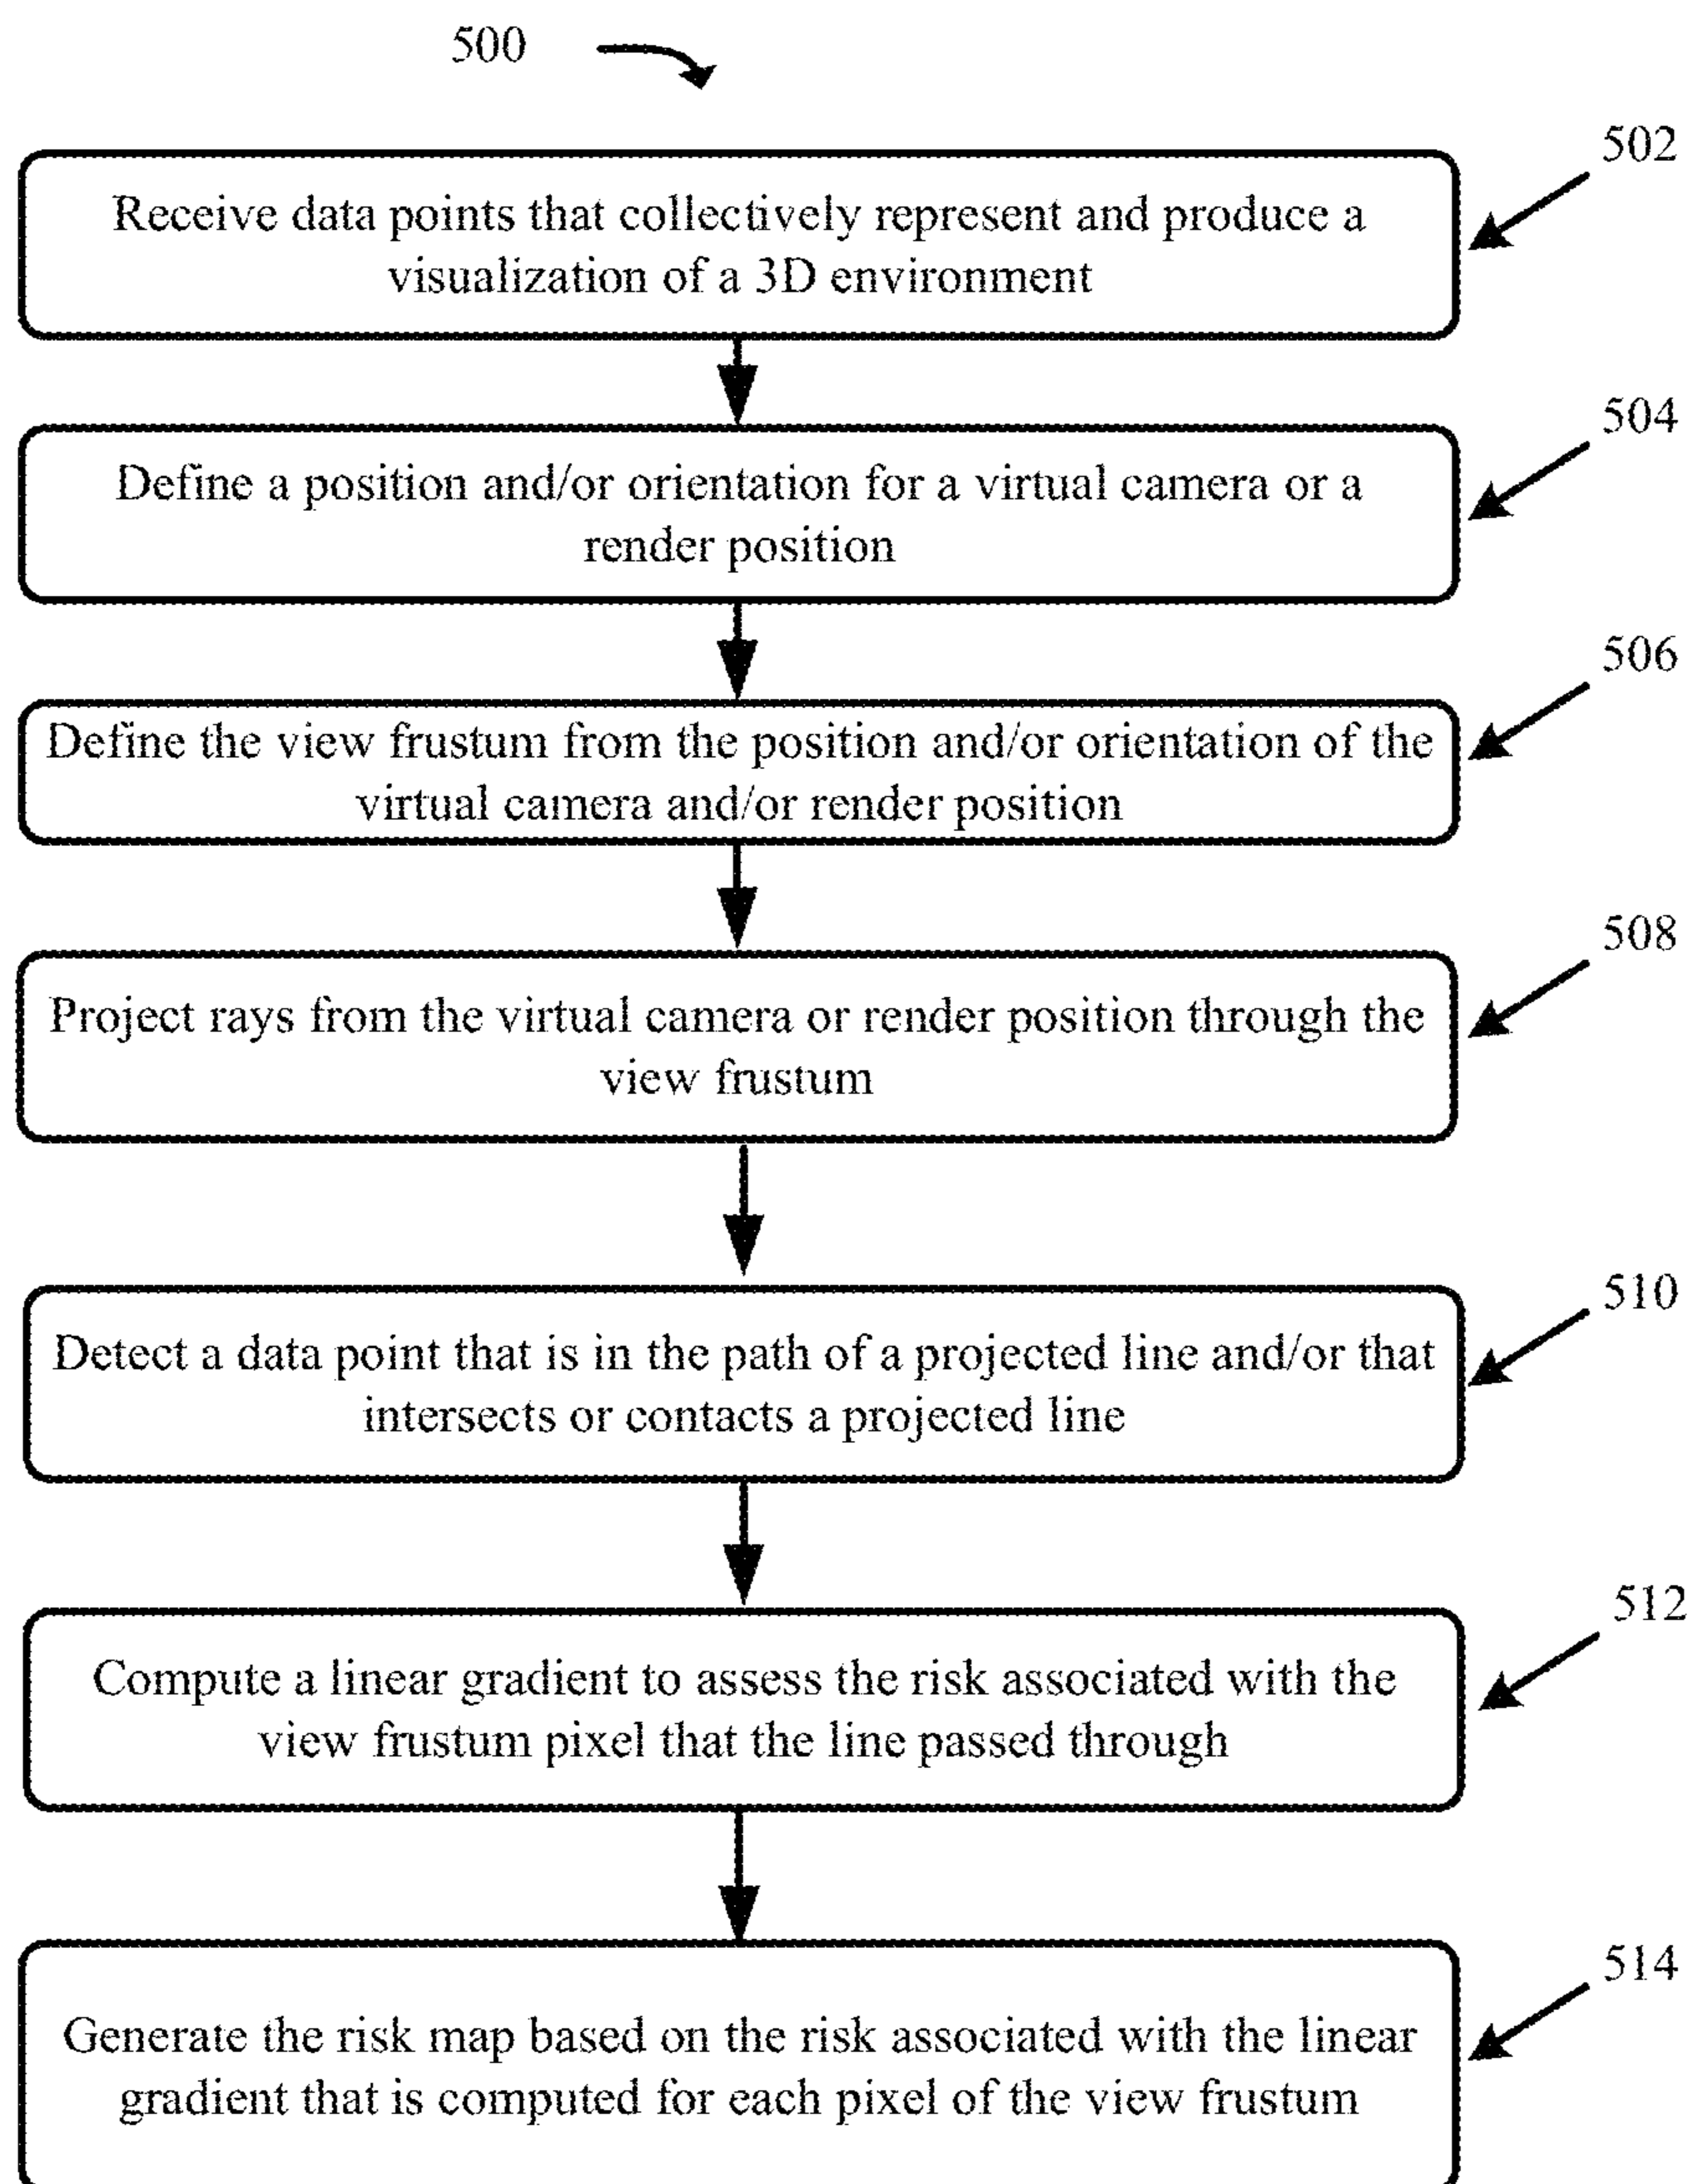 500
502
Receive data points that collectively represent and produce a
visualization of a 3D environment
504
Define a position and/or orientation for a virtual camera or a
render position
506
Define the view frustum from the position and/or orientation of the
virtual camera and/or render position
508
Project rays from the virtual camera or render position through the
view frustum
510
Detect a data point that is in the path of a projected line and/or that
intersects or contacts a projected line
512
Compute a linear gradient to assess the risk associated with the
view frustum pixel that the line passed through
514
Generate the risk map based on the risk associated with the linear
gradient that is computed for each pixel of the view frustum